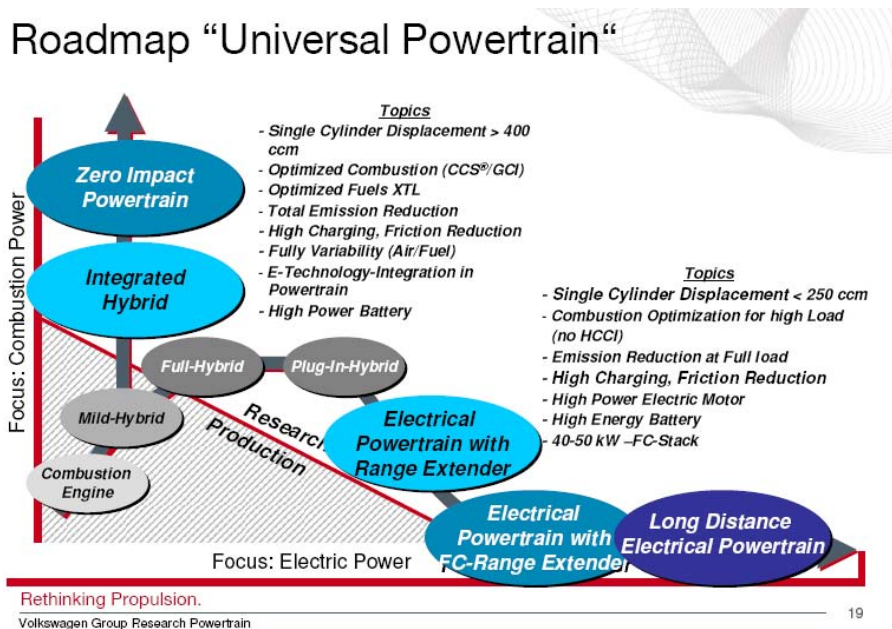 Roadmap “Universal Powertrain“
Focus: Combustion Power
Zero Impact
Powertrain
Integrated
Hybrid
Topics
- Single Cylinder Displacement > 400
ccm
- Optimized Combustion (CCS®/GCI)
- Optimized Fuels XTL
- Total Emission Reduction
- High Charging, Friction Reduction
- Fully Variability (Air/Fuel)
- E-Technology-Integration in
Powertrain
- High Power Battery
Topics
- Single Cylinder Displacement < 250 ccm
- Combustion Optimization for high Load
(no HCCI)
- Emission Reduction at Full load
- High Charging, Friction Reduction
- High Power Electric Motor
- High Energy Battery
- 40-50 kW –FC-Stack
Full-Hybrid
Plug-In-Hybrid
Mild-Hybrid
Combustion
Engine
Research
Production
Electrical
Powertrain with
Range Extender
Electrical
Powertrain with
FC-Range Extender
Long Distance
Electrical Powertrain
Focus: Electric Power
Rethinking Propulsion.
Volkswagen Group Research Powertrain
19